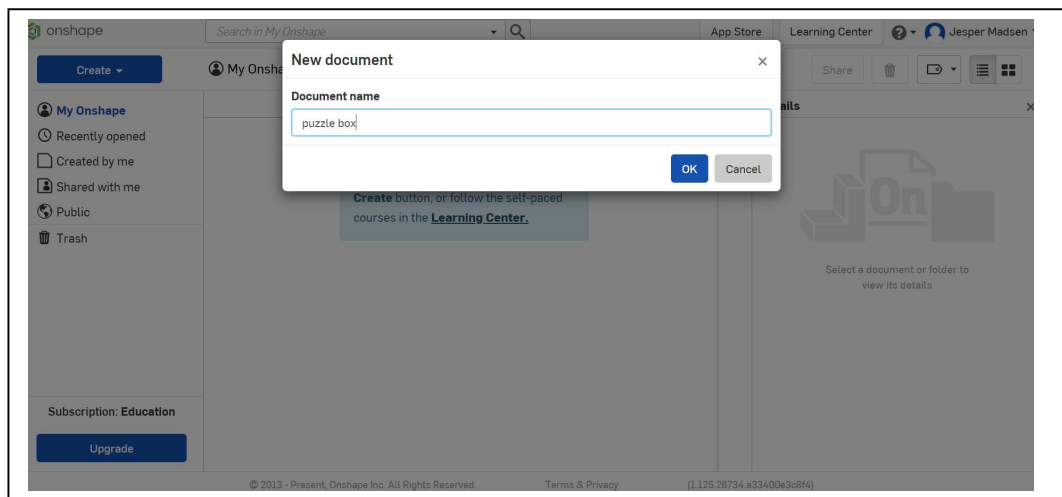 onshape
Search in My Onshape
App Store
Learning Center
Jesper Madsen
Create
My Onsha
New document
Document name
puzzle box
OK
Cancel
Share
ails
My Onshape
Recently opened
Created by me
Shared with me
Public
Trash
Create button, or follow the self-paced
courses in the Learning Center.
On
Select a document or folder to
view its details
Subscription: Education
Upgrade
© 2013 - Present, Onshape Inc. All Rights Reserved.
Terms & Privacy
(1.125.26734.a33400e3c8f4)